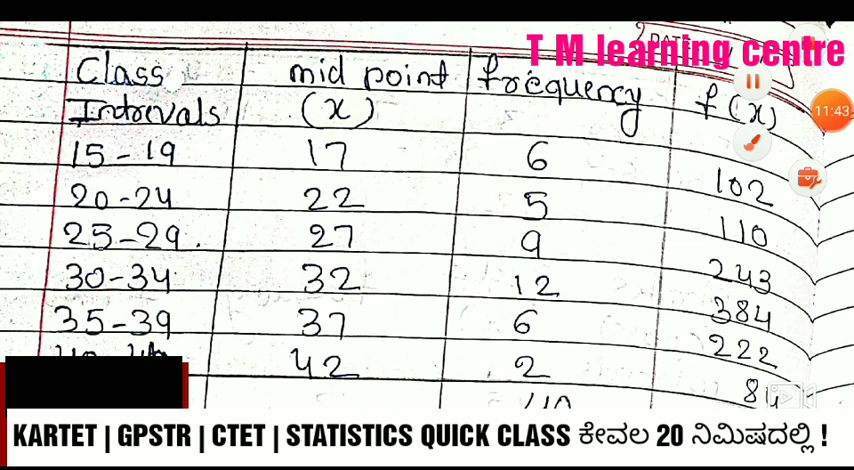 T M learning centre
Class mid point frequency f(x)
Intrevals (x)
11:43
15-19 17 6 102
20-24 22 5 110
25-29. 27 9 243
30-34 32 12 384
35-39 37 6 222
42 2 84
KARTET | GPSTR | CTET | STATISTICS QUICK CLASS ಕೇವಲ 20 ನಿಮಿಷದಲ್ಲಿ !